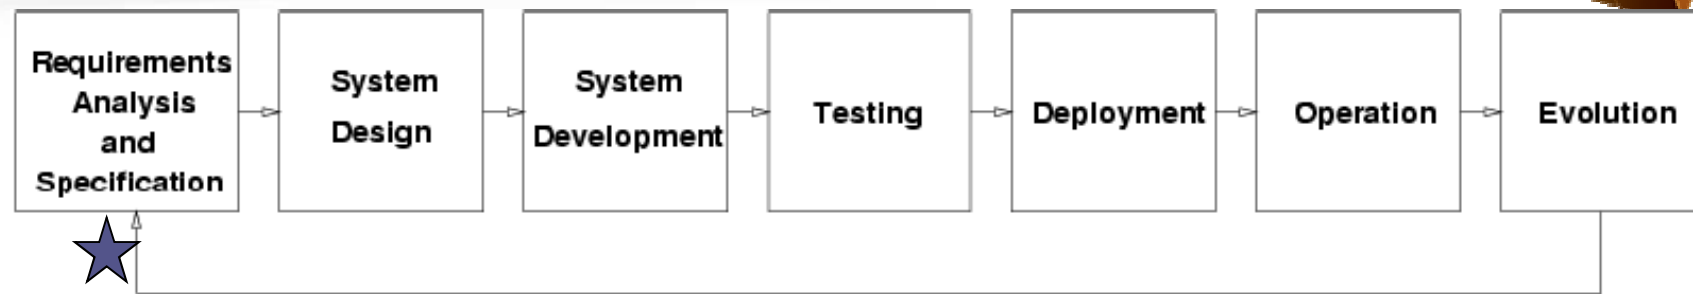 Requirements
Analysis
and
Specification
System
Design
System
Development
Testing
Deployment
Operation
Evolution